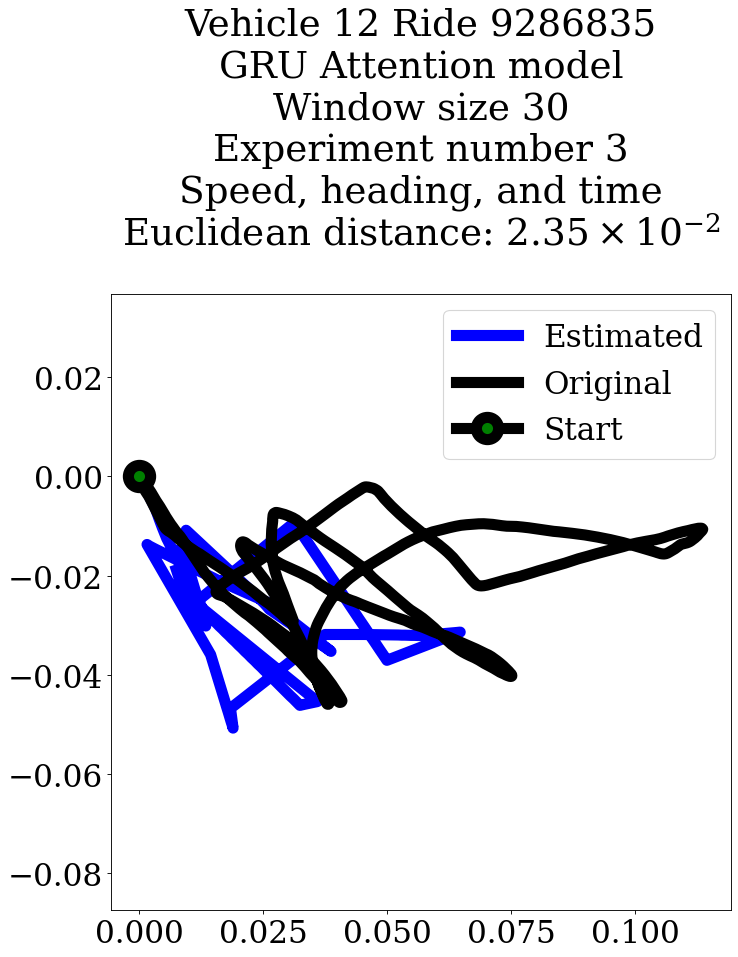 Vehicle 12 Ride 9286835
GRU Attention model
Window size 30
Experiment number 3
Speed, heading, and time
Euclidean distance: 2.35 × 10⁻²
Estimated
Original
Start
0.02
0.00
−0.02
−0.04
−0.06
−0.08
0.000 0.025 0.050 0.075 0.100